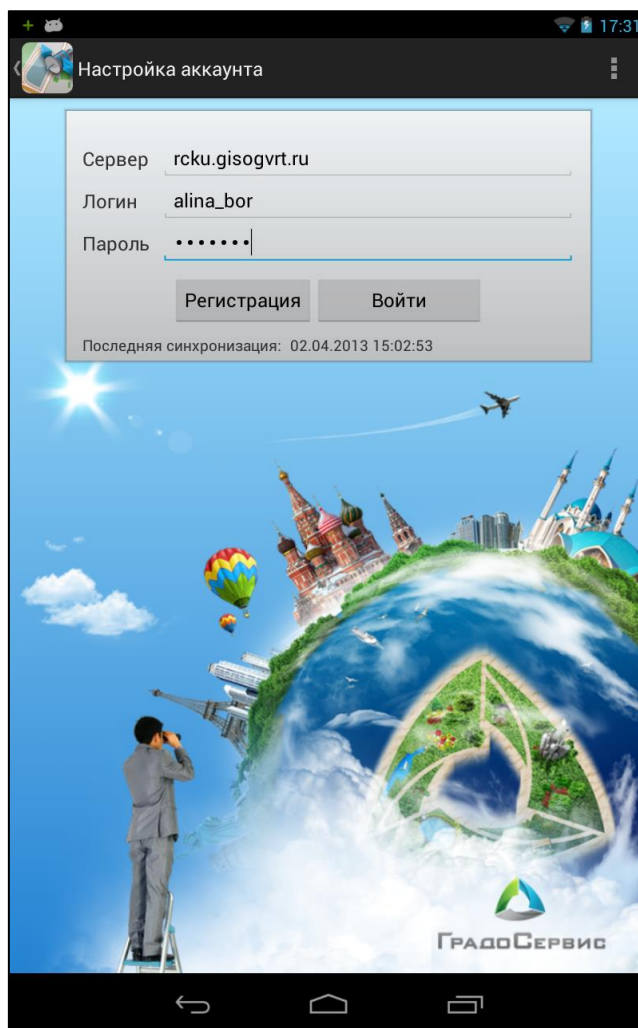 17:31
Настройка аккаунта
Сервер rcku.gisogvrt.ru
Логин alina_bor
Пароль •••••••
Регистрация Войти
Последняя синхронизация: 02.04.2013 15:02:53
ГрадоСервис